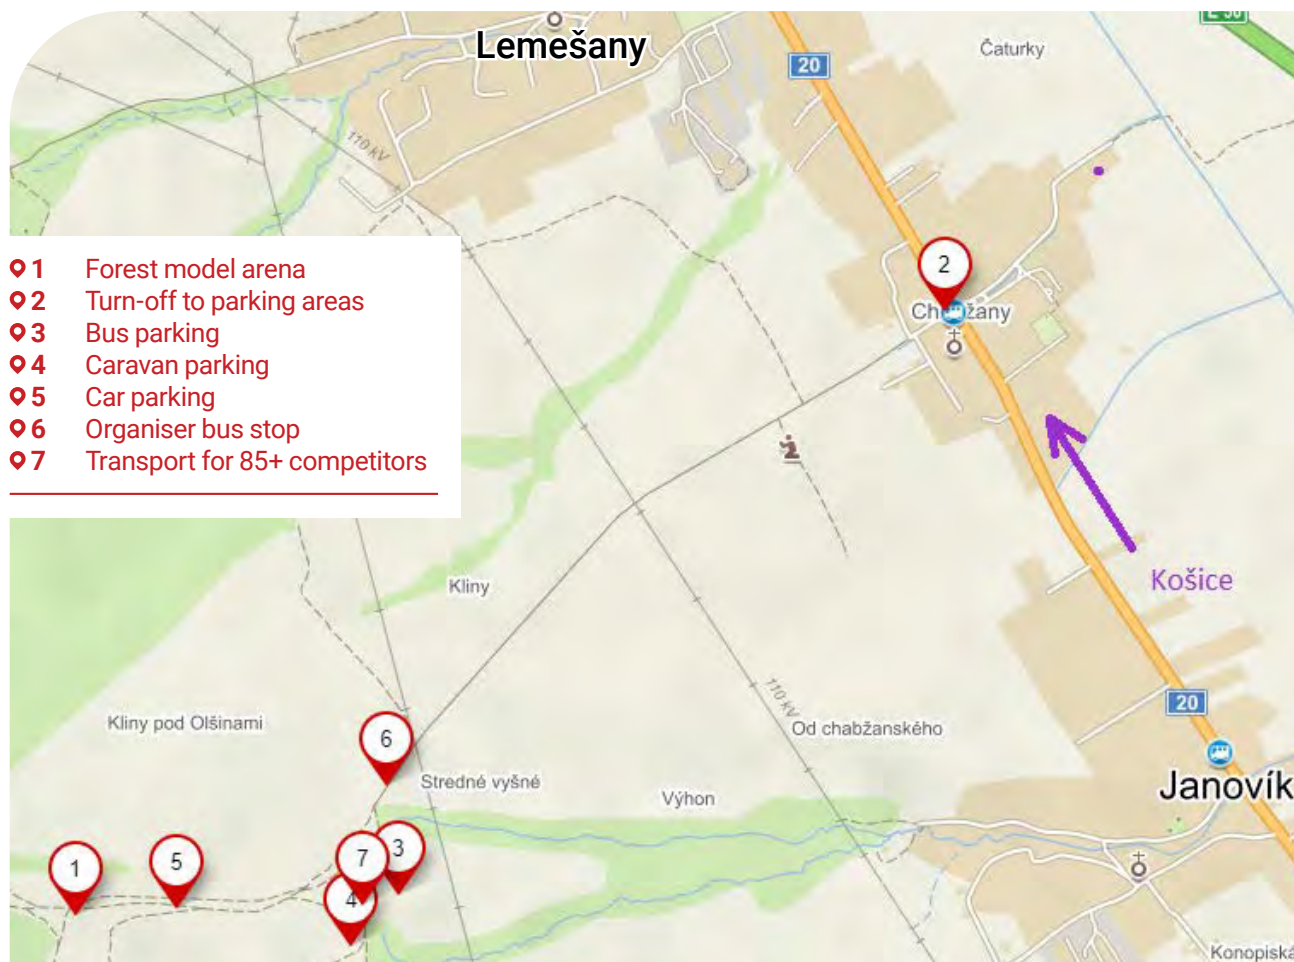 E 50
Lemešany
Čaturky
20
110 kV
2
1 Forest model arena
2 Turn-off to parking areas
3 Bus parking
4 Caravan parking
5 Car parking
6 Organiser bus stop
7 Transport for 85+ competitors
Kliny
Košice
110 kV
20
Kliny pod Olšinami
6
Od chabžanského
Stredné vyšné
Janovík
Výhon
1
5
7
3
4
Konopiská